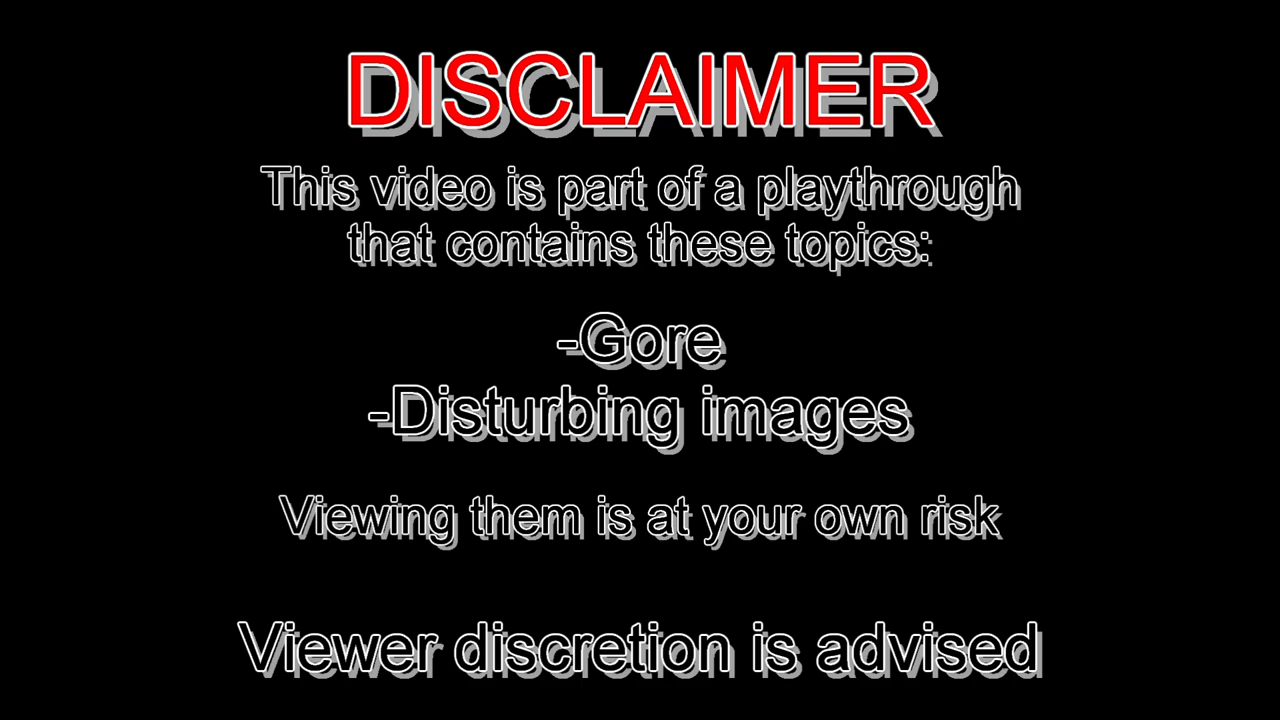 DISCLAIMER
This video is part of a playthrough
that contains these topics:
-Gore
-Disturbing images
Viewing them is at your own risk
Viewer discretion is advised